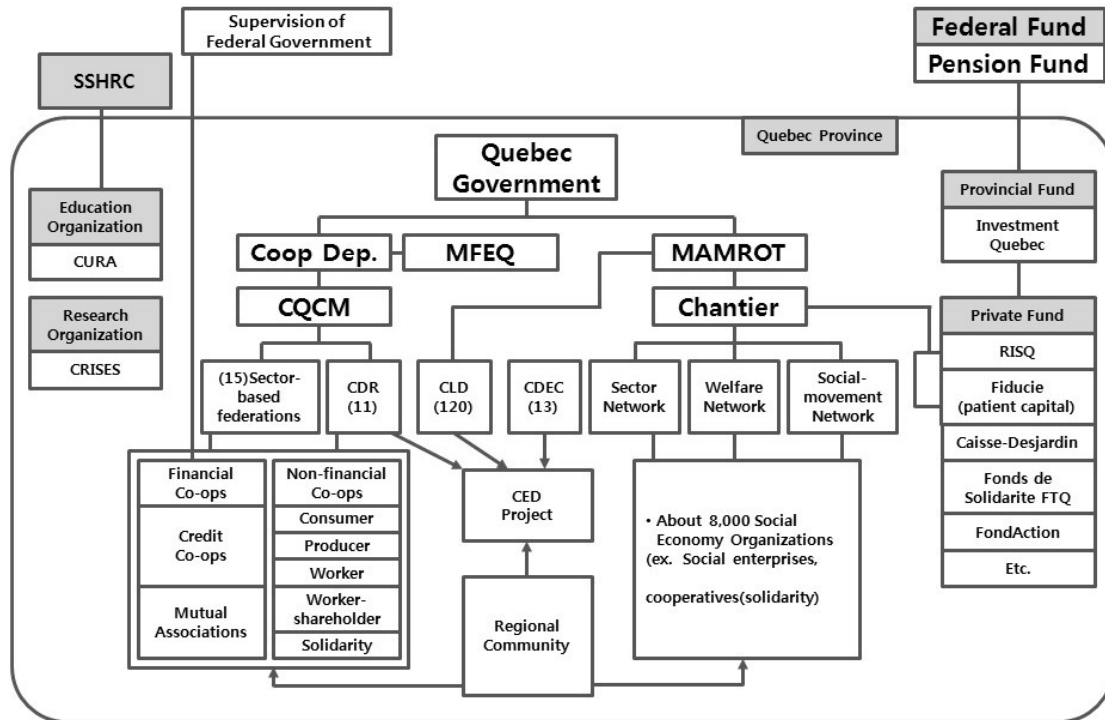 Supervision of
Federal Government
Federal Fund
Pension Fund
SSHRC
Quebec Province
Quebec
Government
Education
Organization
CURA
Provincial Fund
Investment
Quebec
Coop Dep.
MFEQ
MAMROT
Research
Organization
CRISES
CQCM
Chantier
Private Fund
RISQ
Fiducie
(patient capital)
Caisse-Desjardin
Fonds de
Solidarite FTQ
FondAction
Etc.
(15)Sector-
based
federations
CDR
(11)
CLD
(120)
CDEC
(13)
Sector
Network
Welfare
Network
Social-
movement
Network
Financial
Co-ops
Credit
Co-ops
Mutual
Associations
Non-financial
Co-ops
Consumer
Producer
Worker
Worker-
shareholder
Solidarity
CED
Project
• About 8,000 Social
Economy Organizations
(ex. Social enterprises,
cooperatives(solidarity)
Regional
Community